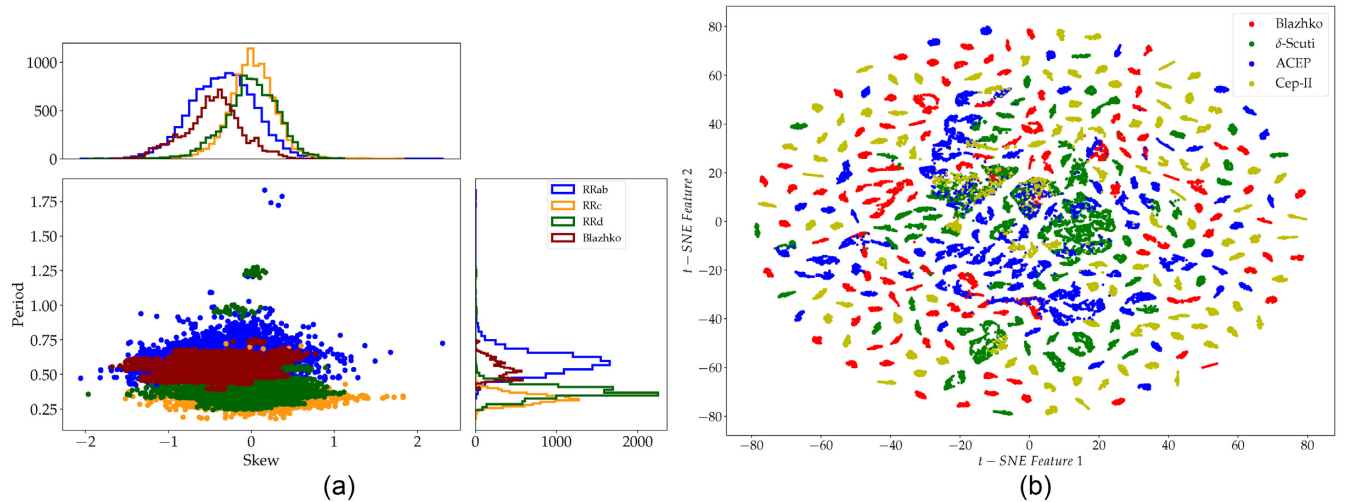 1000
500
0
1.75
1.50
1.25
1.00
0.75
0.50
0.25
Period
−2
−1
0
1
2
Skew
RRab
RRc
RRd
Blazhko
0
1000
2000
(a)
80
60
40
20
0
−20
−40
−60
−80
t − SNE Feature 2
Blazhko
δ-Scuti
ACEP
Cep-II
−80
−60
−40
−20
0
20
40
60
80
t − SNE Feature 1
(b)